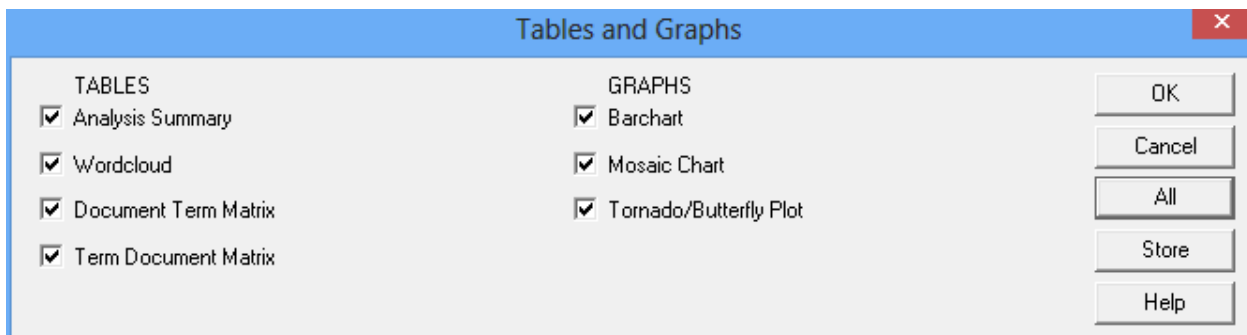 Tables and Graphs
TABLES
Analysis Summary
Wordcloud
Document Term Matrix
Term Document Matrix
GRAPHS
Barchart
Mosaic Chart
Tornado/Butterfly Plot
OK
Cancel
All
Store
Help